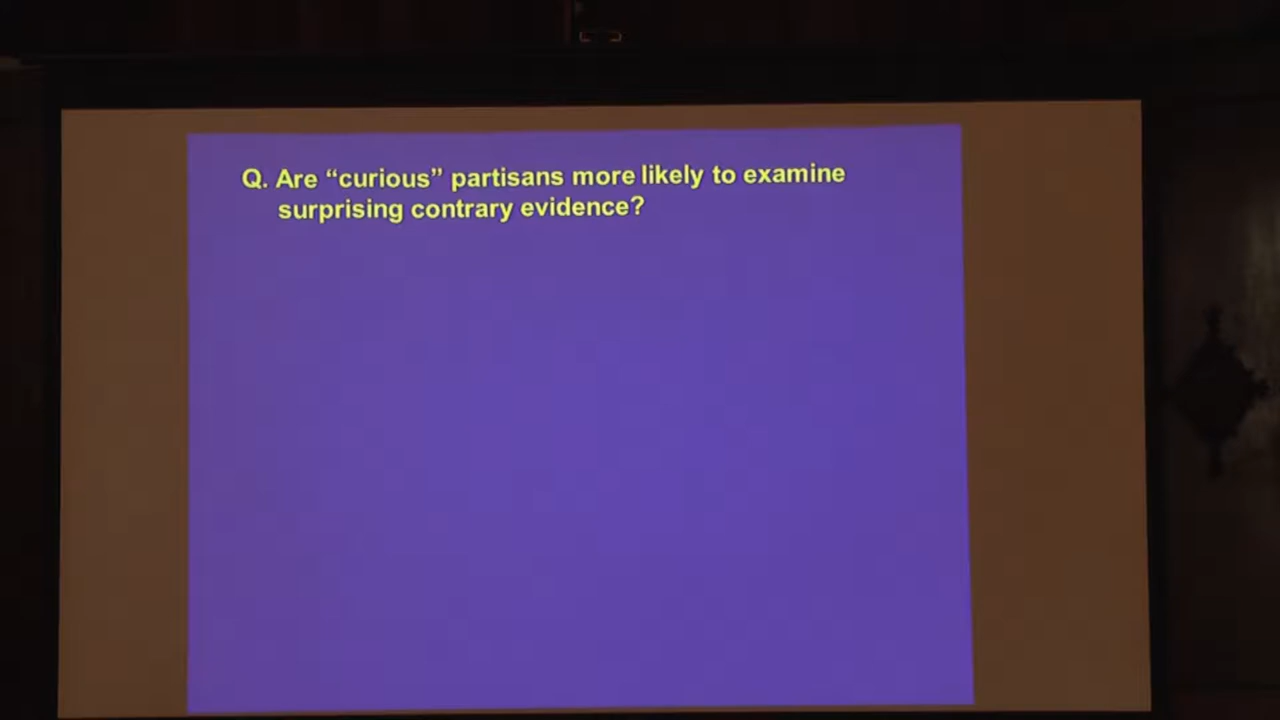 Q. Are “curious” partisans more likely to examine
surprising contrary evidence?